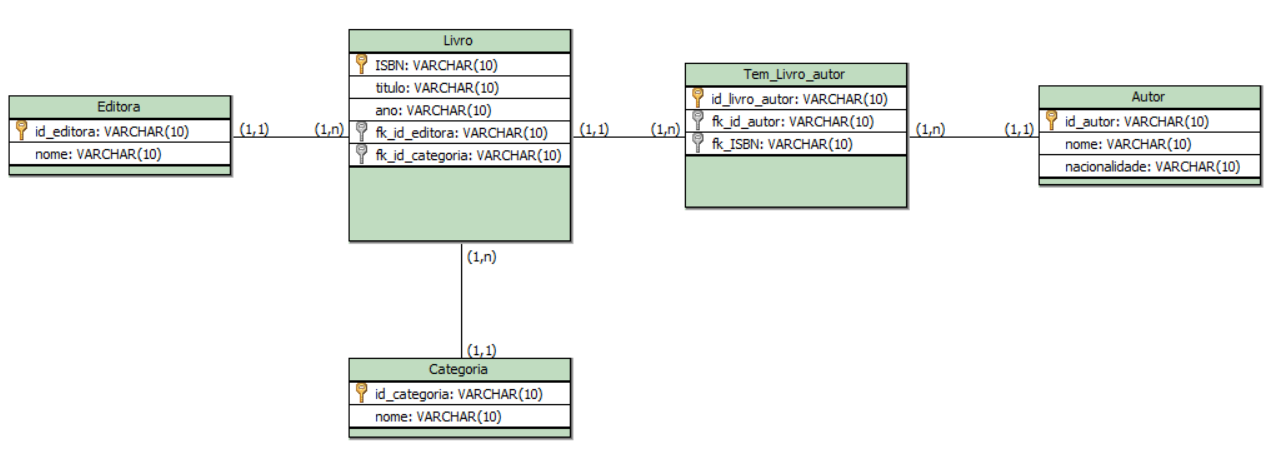 Livro
ISBN: VARCHAR(10)
titulo: VARCHAR(10)
ano: VARCHAR(10)
fk_id_editora: VARCHAR(10)
fk_id_categoria: VARCHAR(10)
Tem_Livro_autor
id_livro_autor: VARCHAR(10)
fk_id_autor: VARCHAR(10)
fk_ISBN: VARCHAR(10)
Autor
id_autor: VARCHAR(10)
nome: VARCHAR(10)
nacionalidade: VARCHAR(10)
Editora
id_editora: VARCHAR(10)
nome: VARCHAR(10)
(1,1)
(1,n)
(1,1)
(1,n)
(1,n)
(1,1)
(1,n)
(1,1)
Categoria
id_categoria: VARCHAR(10)
nome: VARCHAR(10)